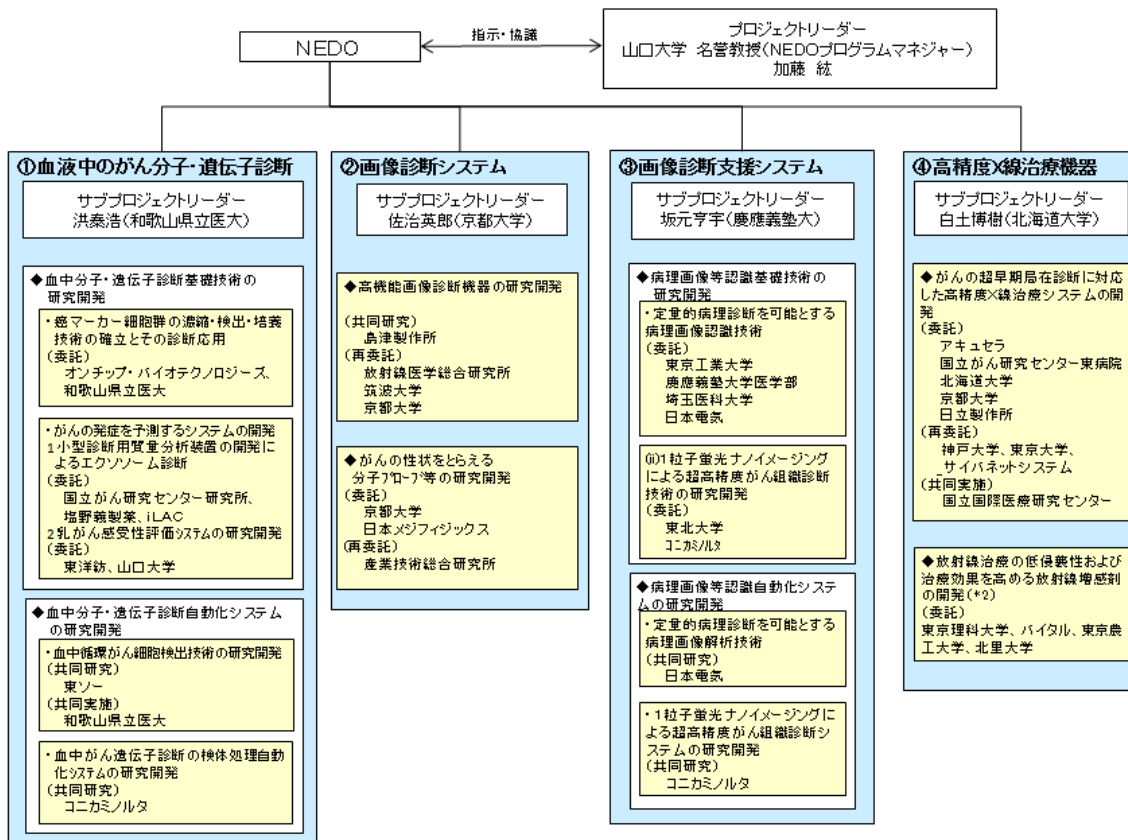 NEDO
指示・協議
プロジェクトリーダー
山口大学 名誉教授(NEDOプログラムマネジャー)
加藤 紘
①血液中のがん分子・遺伝子診断
サブプロジェクトリーダー
洪泰浩(和歌山県立医大)
◆血中分子・遺伝子診断基礎技術の
研究開発
・癌マーカー細胞群の濃縮・検出・培養
技術の確立とその診断応用
(委託)
オンチップ・バイオテクノロジーズ、
和歌山県立医大
・がんの発症を予測するシステムの開発
1小型診断用質量分析装置の開発に
よるエクソソーム診断
(委託)
国立がん研究センター研究所、
塩野義製薬、iLAC
2乳がん感受性評価システムの研究開発
(委託)
東洋紡、山口大学
◆血中分子・遺伝子診断自動化システム
の研究開発
・血中循環がん細胞検出技術の研究開発
(共同研究)
東ソー
(共同実施)
和歌山県立医大
・血中がん遺伝子診断の検体処理自動
化システムの研究開発
(共同研究)
コニカミノルタ
②画像診断システム
サブプロジェクトリーダー
佐治英郎(京都大学)
◆高機能画像診断機器の研究開発
(共同研究)
島津製作所
(再委託)
放射線医学総合研究所
筑波大学
京都大学
◆がんの性状をとらえる
分子プローブ等の研究開発
(委託)
京都大学
日本メジフィジックス
(再委託)
産業技術総合研究所
③画像診断支援システム
サブプロジェクトリーダー
坂元亨宇(慶應義塾大)
◆病理画像等認識基礎技術の
研究開発
・定量的病理診断を可能とする
病理画像認識技術
(委託)
東京工業大学
慶應義塾大学医学部
埼玉医科大学
日本電気
(ii)1粒子蛍光ナノイメージング
による超高精度がん組織診断
技術の研究開発
(委託)
東北大学
コニカミノルタ
◆病理画像等認識自動化システ
ムの研究開発
・定量的病理診断を可能とする
病理画像解析技術
(共同研究)
日本電気
・1粒子蛍光ナノイメージングに
よる超高精度がん組織診断シ
ステムの研究開発
(共同研究)
コニカミノルタ
④高精度X線治療機器
サブプロジェクトリーダー
白土博樹(北海道大学)
◆がんの超早期局在診断に対応
した高精度X線治療システムの開
発
(委託)
アキュセラ
国立がん研究センター東病院
北海道大学
京都大学
日立製作所
(再委託)
神戸大学、東京大学、
サイバネットシステム
(共同実施)
国立国際医療研究センター
◆放射線治療の低侵襲性および
治療効果を高める放射線増感剤
の開発(*2)
(委託)
東京理科大学、バイタル、東京農
工大学、北里大学